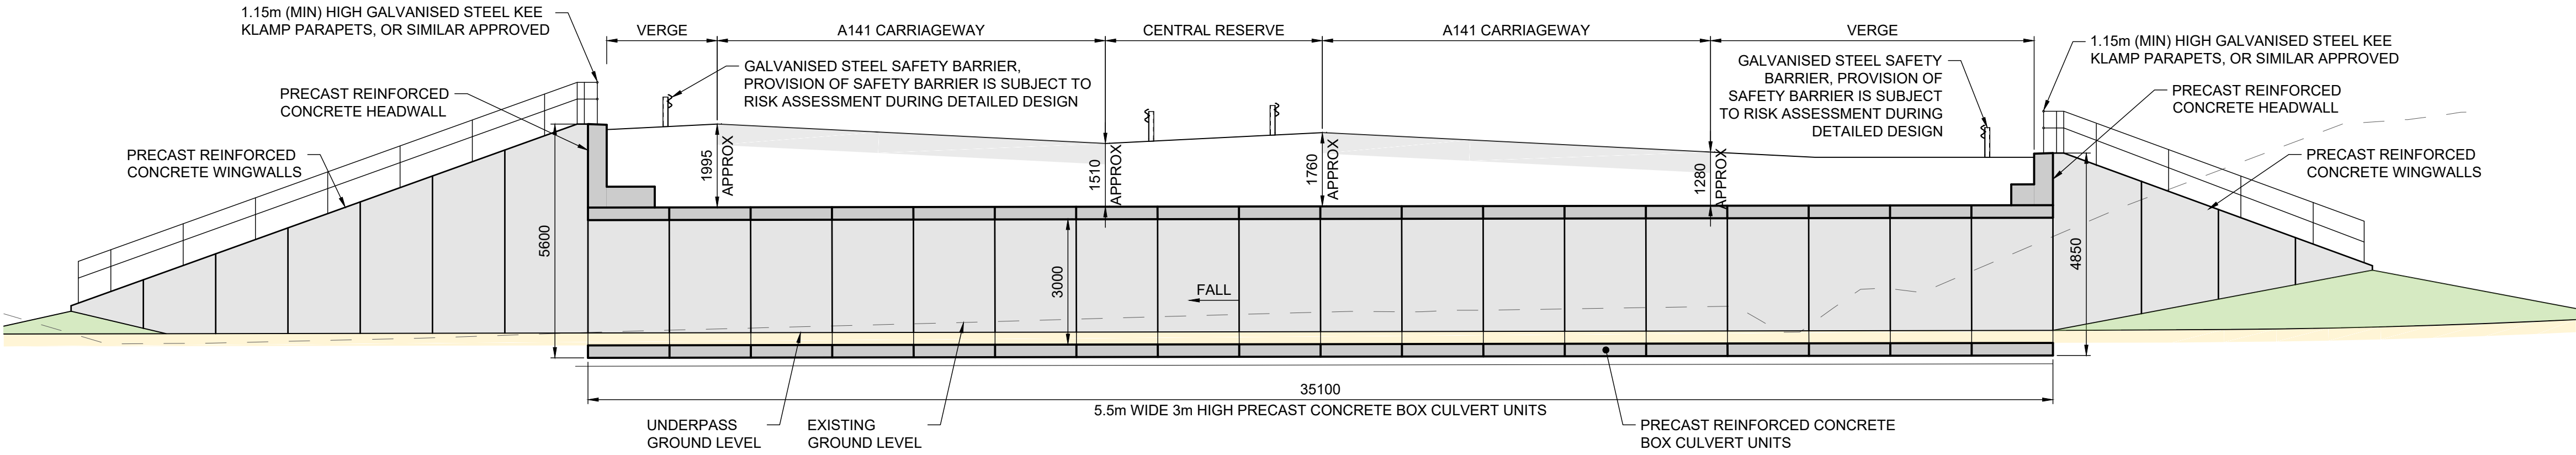 1.15m (MIN) HIGH GALVANISED STEEL KEE
KLAMP PARAPETS, OR SIMILAR APPROVED
VERGE
A141 CARRIAGEWAY
CENTRAL RESERVE
A141 CARRIAGEWAY
VERGE
1.15m (MIN) HIGH GALVANISED STEEL KEE
KLAMP PARAPETS, OR SIMILAR APPROVED
GALVANISED STEEL SAFETY BARRIER,
PROVISION OF SAFETY BARRIER IS SUBJECT TO
RISK ASSESSMENT DURING DETAILED DESIGN
GALVANISED STEEL SAFETY
BARRIER, PROVISION OF
SAFETY BARRIER IS SUBJECT
TO RISK ASSESSMENT DURING
DETAILED DESIGN
PRECAST REINFORCED
CONCRETE HEADWALL
PRECAST REINFORCED
CONCRETE HEADWALL
PRECAST REINFORCED
CONCRETE WINGWALLS
PRECAST REINFORCED
CONCRETE WINGWALLS
1995
APPROX
1510
APPROX
1760
APPROX
1280
APPROX
5600
3000
FALL
4850
35100
5.5m WIDE 3m HIGH PRECAST CONCRETE BOX CULVERT UNITS
UNDERPASS
GROUND LEVEL
EXISTING
GROUND LEVEL
PRECAST REINFORCED CONCRETE
BOX CULVERT UNITS